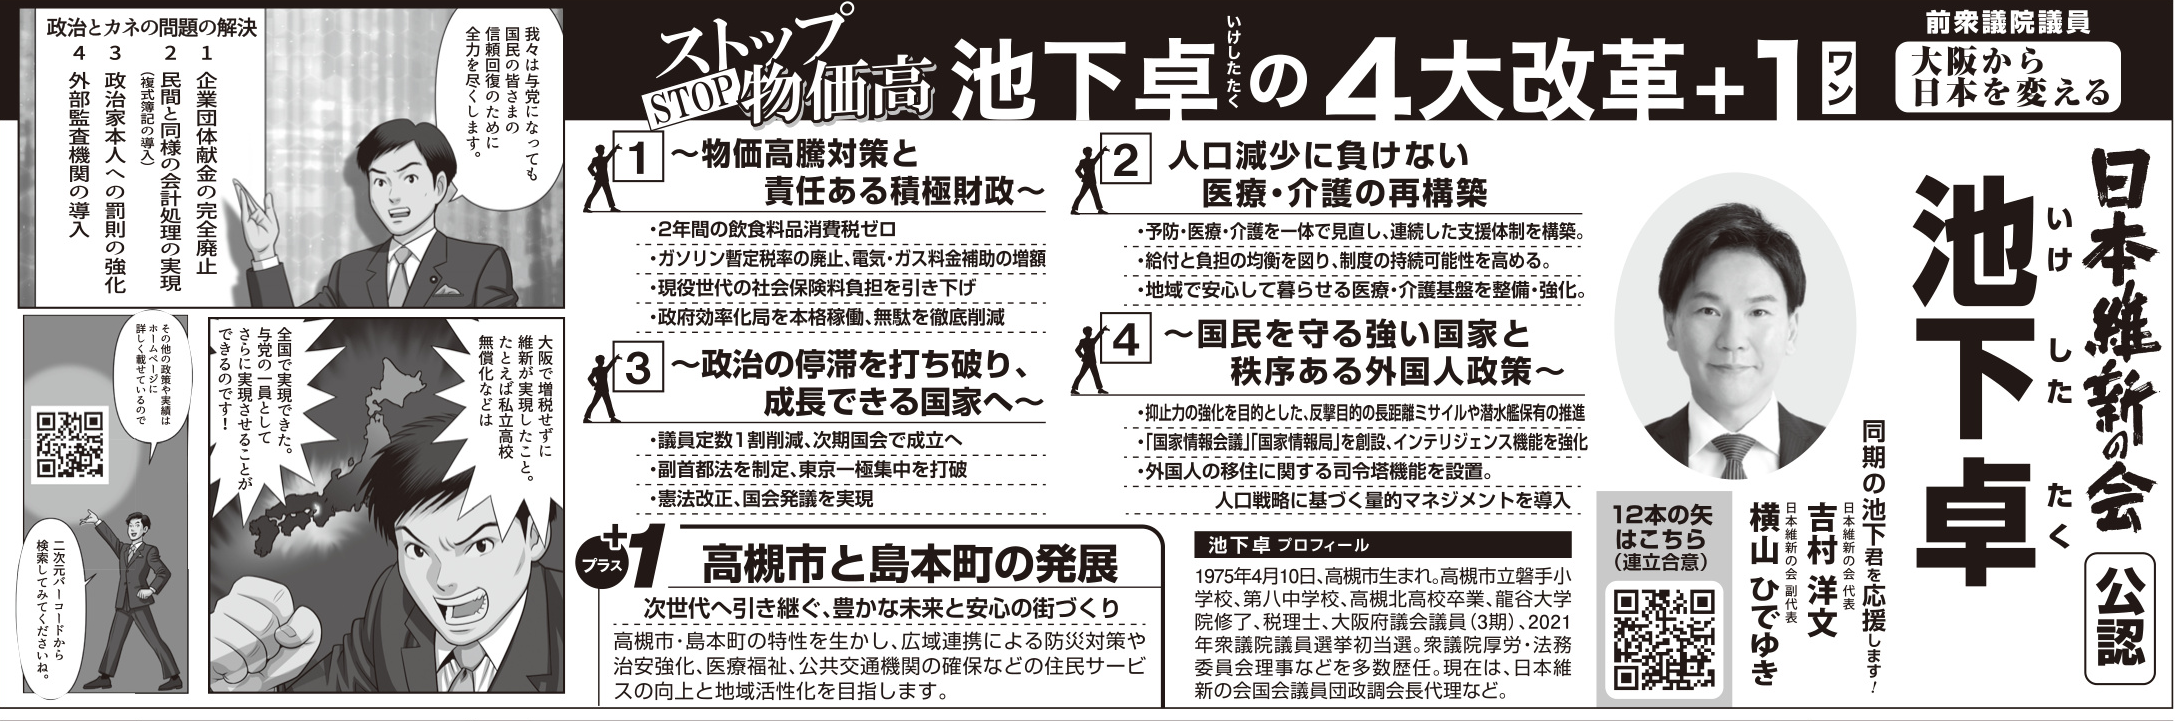 前衆議院議員
大阪から
日本を変える
日本維新の会
公認
池下卓
いけ した たく
同期の池下君を応援します!
日本維新の会 代表
吉村 洋文
日本維新の会 副代表
横山 ひでゆき
12本の矢
はこちら
(連立合意)
ストップ
STOP物価高
池下卓の4大改革+1
いけしたたく
ワン
1
～物価高騰対策と
責任ある積極財政～
・2年間の飲食料品消費税ゼロ
・ガソリン暫定税率の廃止、電気・ガス料金補助の増額
・現役世代の社会保険料負担を引き下げ
・政府効率化局を本格稼働、無駄を徹底削減
2
人口減少に負けない
医療・介護の再構築
・予防・医療・介護を一体で見直し、連続した支援体制を構築。
・給付と負担の均衡を図り、制度の持続可能性を高める。
・地域で安心して暮らせる医療・介護基盤を整備・強化。
3
～政治の停滞を打ち破り、
成長できる国家へ～
・議員定数1割削減、次期国会で成立へ
・副首都法を制定、東京一極集中を打破
・憲法改正、国会発議を実現
4
～国民を守る強い国家と
秩序ある外国人政策～
・抑止力の強化を目的とした、反撃目的の長距離ミサイルや潜水艦保有の推進
・「国家情報会議」「国家情報局」を創設、インテリジェンス機能を強化
・外国人の移住に関する司令塔機能を設置。
人口戦略に基づく量的マネジメントを導入
+1
プラス
高槻市と島本町の発展
次世代へ引き継ぐ、豊かな未来と安心の街づくり
高槻市・島本町の特性を生かし、広域連携による防災対策や
治安強化、医療福祉、公共交通機関の確保などの住民サービ
スの向上と地域活性化を目指します。
池下卓 プロフィール
1975年4月10日、高槻市生まれ。高槻市立磐手小
学校、第八中学校、高槻北高校卒業、龍谷大学
院修了、税理士、大阪府議会議員(3期)、2021
年衆議院議員選挙初当選。衆議院厚労・法務
委員会理事などを多数歴任。現在は、日本維
新の会国会議員団政調会長代理など。
我々は与党になっても
国民の皆さまの
信頼回復のために
全力を尽くします。
政治とカネの問題の解決
1 企業団体献金の完全廃止
2 民間と同様の会計処理の実現
(複式簿記の導入)
3 政治家本人への罰則の強化
4 外部監査機関の導入
大阪で増税せずに
維新が実現したこと。
たとえば私立高校
無償化などは
全国で実現できた。
与党の一員として
さらに実現させることが
できるのです!
その他の政策や実績は
ホームページに
詳しく載せているので
二次元バーコードから
検索してみてくださいね。